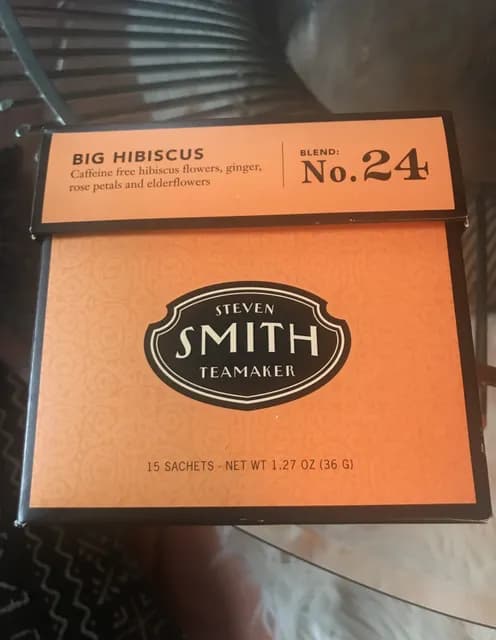 BIG HIBISCUS
Caffeine free hibiscus flowers, ginger,
rose petals and elderflowers
BLEND:
No.24
STEVEN
SMITH
TEAMAKER
15 SACHETS - NET WT 1.27 OZ (36 G)